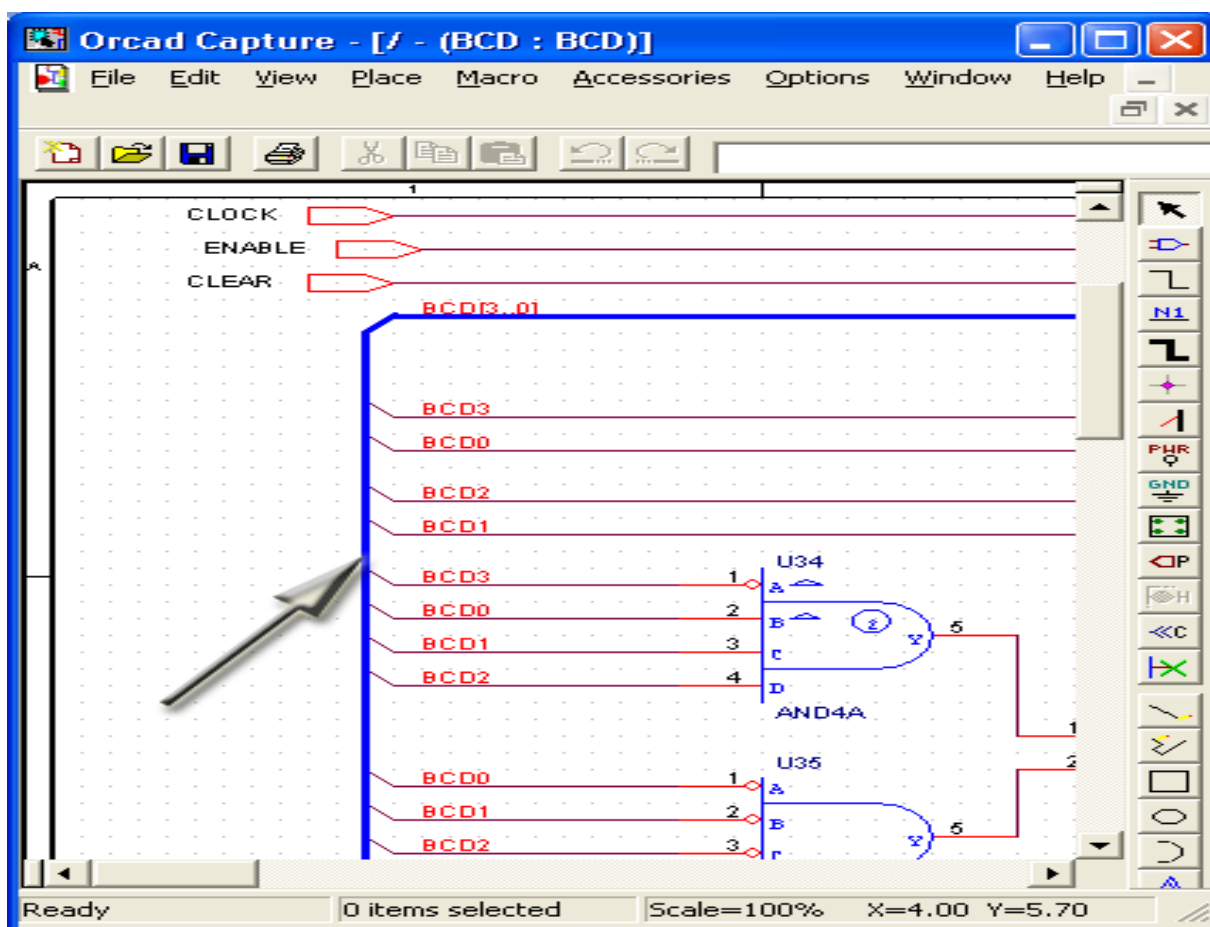 Orcad Capture - [/ - (BCD : BCD)]
File Edit View Place Macro Accessories Options Window Help
1
CLOCK
ENABLE
A
CLEAR
BCD[3..0]
N1
BCD3
BCD0
PWR
BCD2
GND
BCD1
U34
P
BCD3 1 A
H
BCD0 2 B 2 Y 5
C
BCD1 3 C
BCD2 4 D
AND4A
1
U35 2
BCD0 1 A
BCD1 2 B
Y 5
BCD2 3
A
Ready 0 items selected Scale=100% X=4.00 Y=5.70